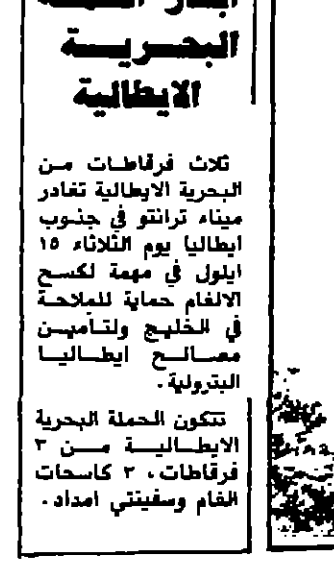 البحرية
الايطالية
ثلاث فرقاطات من
البحرية الايطالية تغادر
ميناء ترانتو في جنوب
ايطاليا يوم الثلاثاء ١٥
ايلول في مهمة لكسح
الالغام حماية للملاحة
في الخليج ولتأمين
مصالح ايطاليا
البترولية.
تتكون الحملة البحرية
الايطالية من ٣
فرقاطات، ٣ كاسحات
الغام وسفينتي امداد.